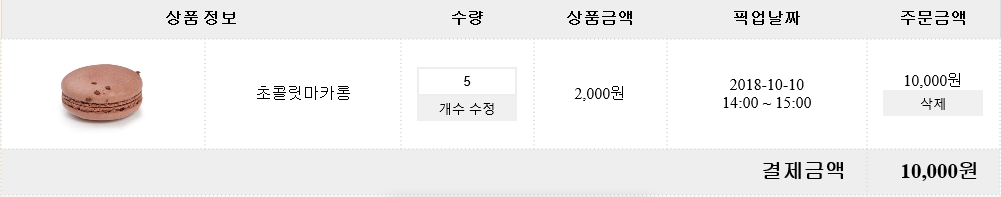 상품 정보 수량 상품금액 픽업날짜 주문금액
초콜릿마카롱 5 2,000원 2018-10-10 10,000원
개수 수정 14:00 ~ 15:00 삭제
결제금액 10,000원